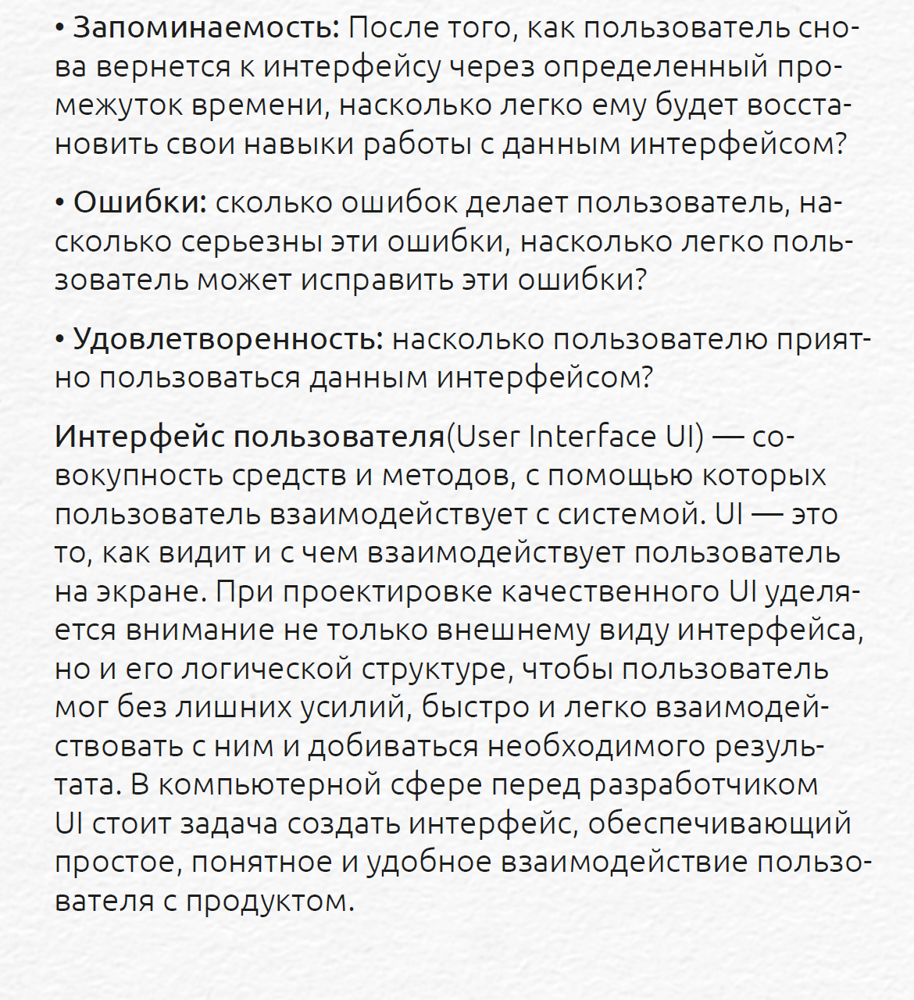 • Запоминаемость: После того, как пользователь сно-
ва вернется к интерфейсу через определенный про-
межуток времени, насколько легко ему будет восста-
новить свои навыки работы с данным интерфейсом?
• Ошибки: сколько ошибок делает пользователь, на-
сколько серьезны эти ошибки, насколько легко поль-
зователь может исправить эти ошибки?
• Удовлетворенность: насколько пользователю прият-
но пользоваться данным интерфейсом?
Интерфейс пользователя(User Interface UI) — со-
вокупность средств и методов, с помощью которых
пользователь взаимодействует с системой. UI — это
то, как видит и с чем взаимодействует пользователь
на экране. При проектировке качественного UI уделя-
ется внимание не только внешнему виду интерфейса,
но и его логической структуре, чтобы пользователь
мог без лишних усилий, быстро и легко взаимодей-
ствовать с ним и добиваться необходимого резуль-
тата. В компьютерной сфере перед разработчиком
UI стоит задача создать интерфейс, обеспечивающий
простое, понятное и удобное взаимодействие пользо-
вателя с продуктом.